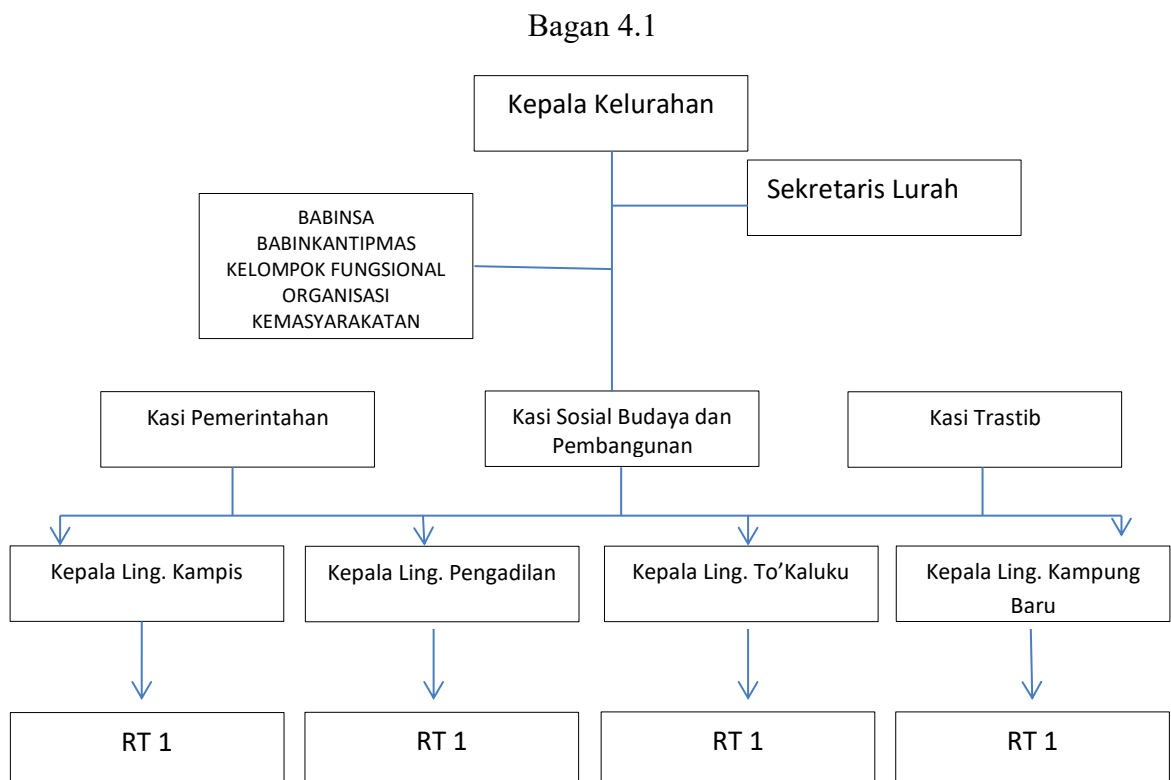 Bagan 4.1
Kepala Kelurahan
Sekretaris Lurah
BABINSA
BABINKANTIPMAS
KELOMPOK FUNGSIONAL
ORGANISASI
KEMASYARAKATAN
Kasi Pemerintahan
Kasi Sosial Budaya dan
Pembangunan
Kasi Trastib
Kepala Ling. Kampis
Kepala Ling. Pengadilan
Kepala Ling. To’Kaluku
Kepala Ling. Kampung
Baru
RT 1
RT 1
RT 1
RT 1